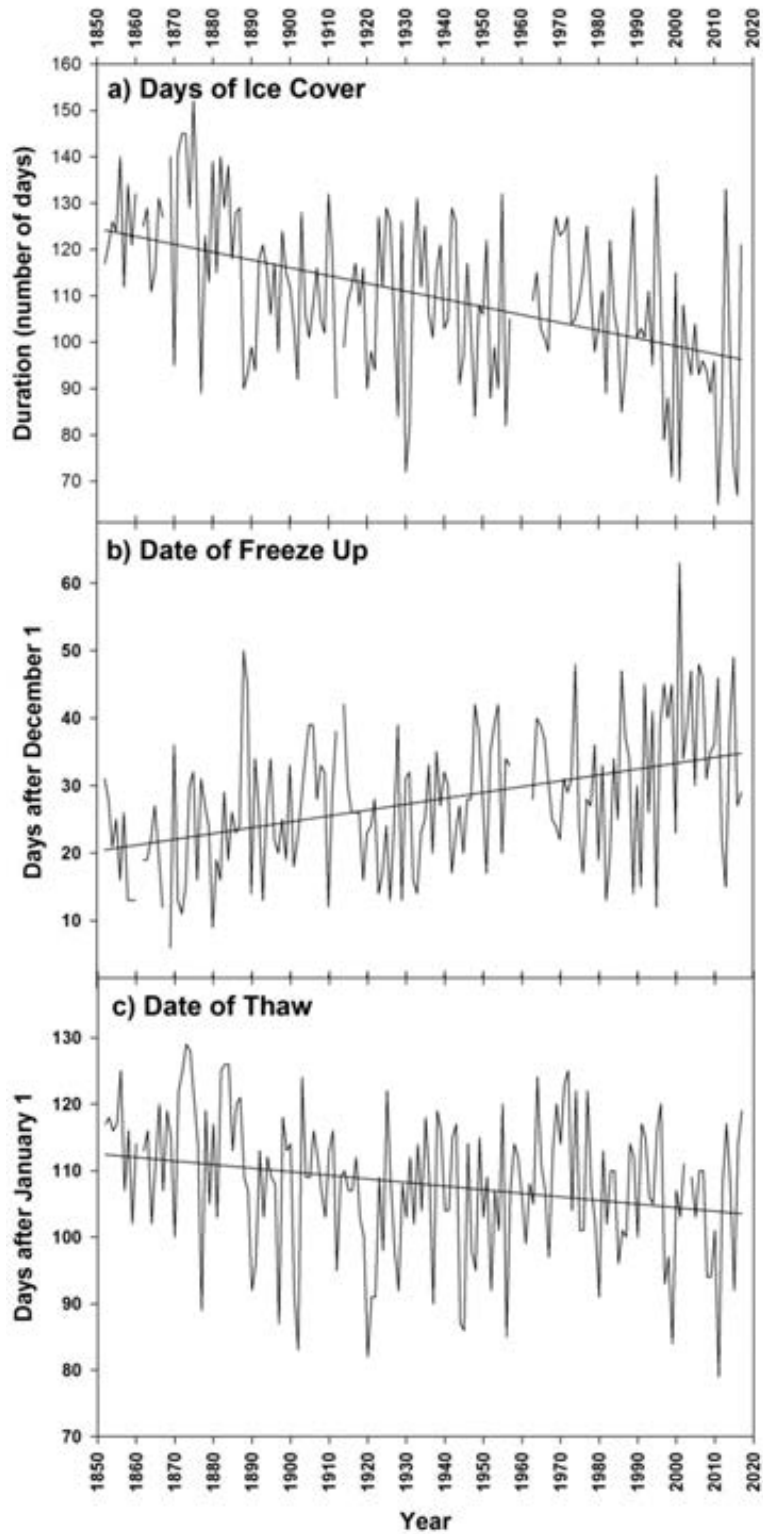 1850 1860 1870 1880 1890 1900 1910 1920 1930 1940 1950 1960 1970 1980 1990 2000 2010 2020
a) Days of Ice Cover
160
150
140
130
120
110
100
90
80
70
Duration (number of days)
b) Date of Freeze Up
60
50
40
30
20
10
Days after December 1
c) Date of Thaw
130
120
110
100
90
80
70
Days after January 1
1850 1860 1870 1880 1890 1900 1910 1920 1930 1940 1950 1960 1970 1980 1990 2000 2010 2020
Year